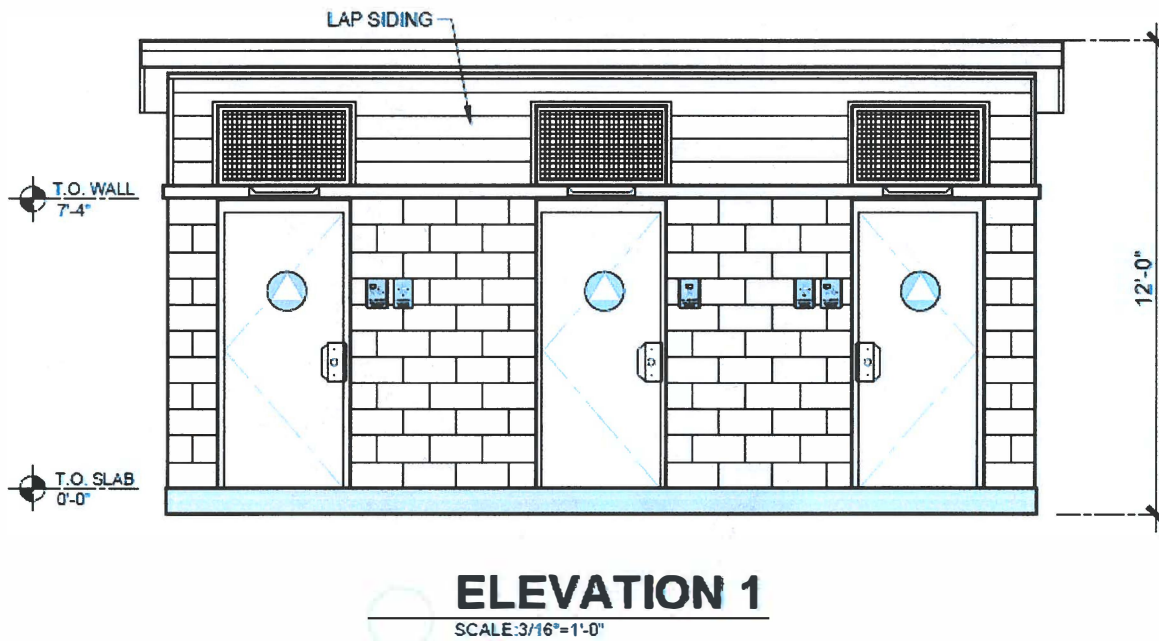 LAP SIDING
T.O. WALL
7'-4"
12'-0"
T.O. SLAB
0'-0"
ELEVATION 1
SCALE:3/16"=1'-0"